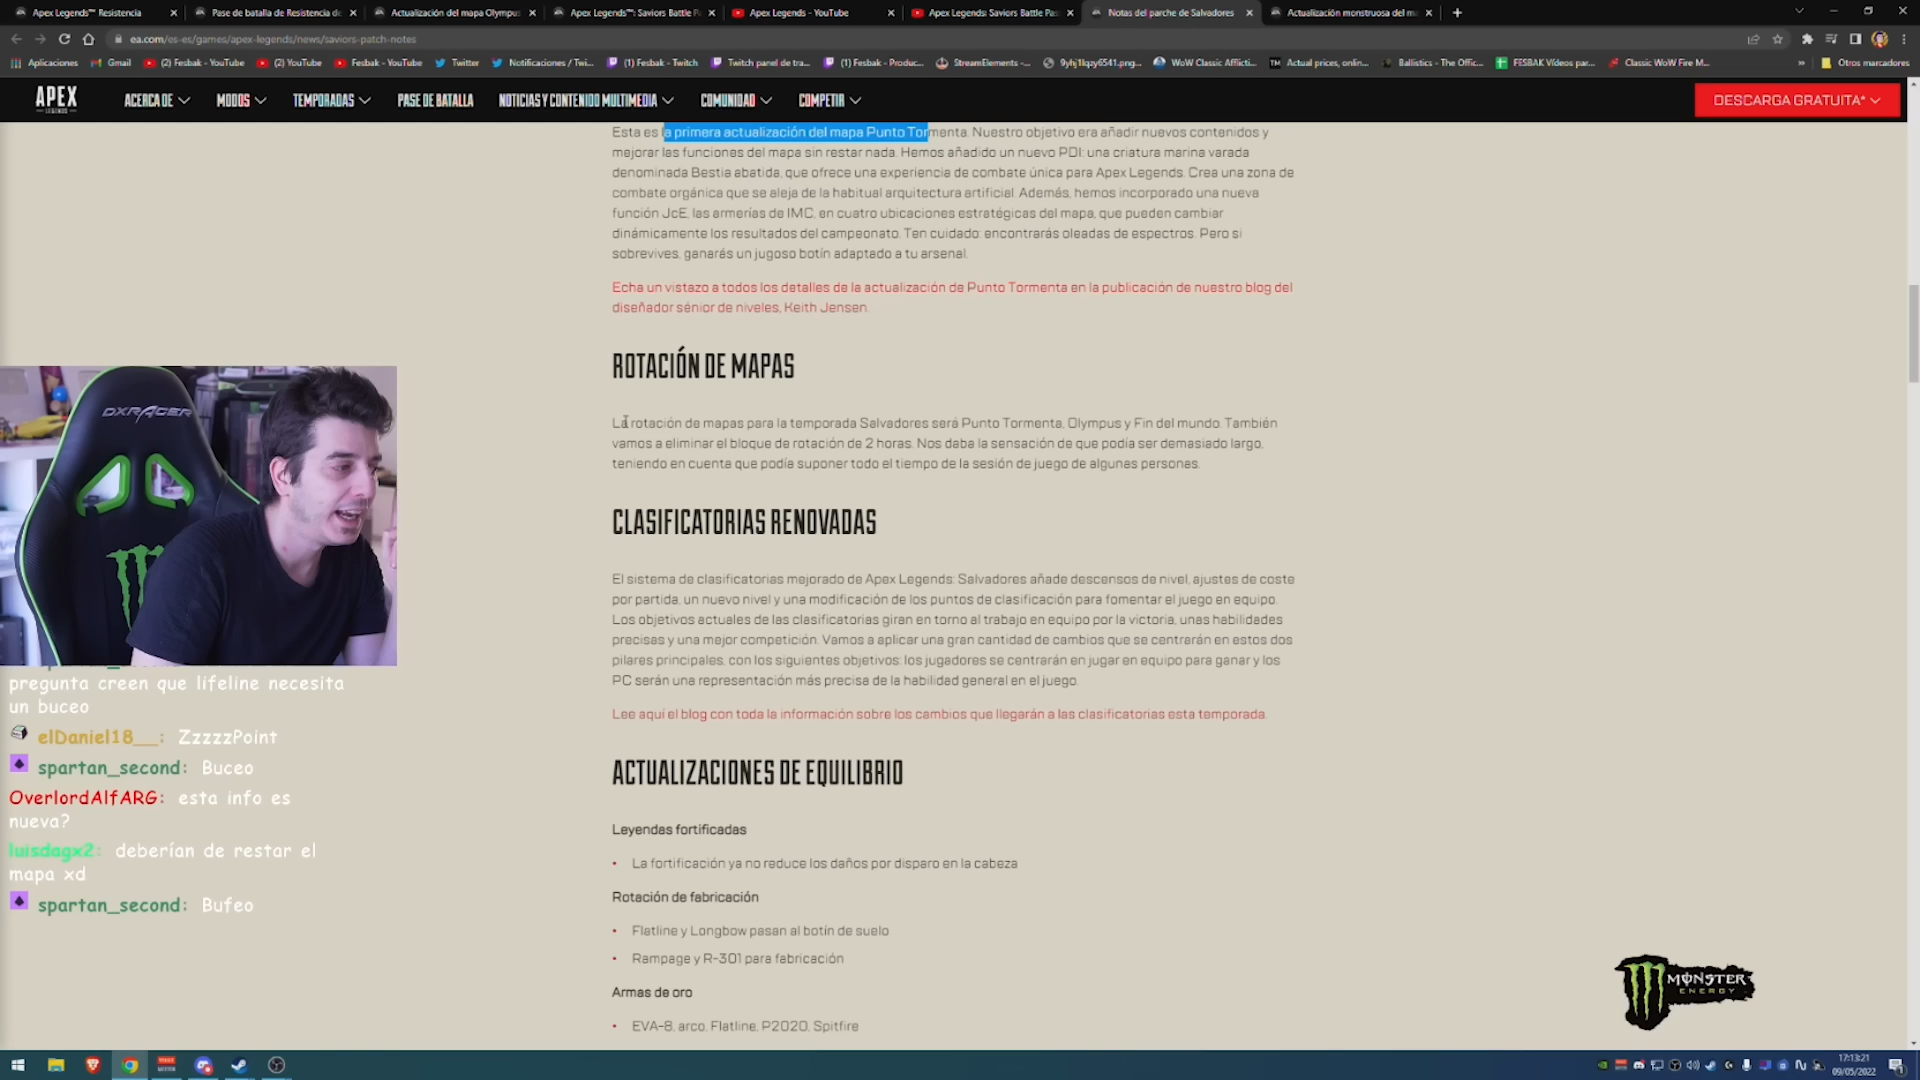 Apex Legends™ Resistencia
Pase de batalla de Resistencia de
Actualización del mapa Olympus
Apex Legends™: Saviors Battle P
Apex Legends - YouTube
Apex Legends: Saviors Battle Pas
Notas del parche de Salvadores
Actualización monstruosa del m
ea.com/es-es/games/apex-legends/news/saviors-patch-notes
Aplicaciones
Gmail
(2) Fesbak - YouTube
(2) YouTube
Fesbak - YouTube
Twitter
Notificaciones / Twi...
(1) Fesbak - Twitch
Twitch panel de tra...
(1) Fesbak - Produc...
StreamElements -...
9yhj1lqzy6541.png...
WoW Classic Afflicti...
Actual prices, onlin...
Ballistics - The Offic...
FESBAK Vídeos par...
Classic WoW Fire M...
»
Otros marcadores
APEX
LEGENDS
ACERCA DE
MODOS
TEMPORADAS
PASE DE BATALLA
NOTICIAS Y CONTENIDO MULTIMEDIA
COMUNIDAD
COMPETIR
DESCARGA GRATUITA*
Esta es la primera actualización del mapa Punto Tormenta. Nuestro objetivo era añadir nuevos contenidos y
mejorar las funciones del mapa sin restar nada. Hemos añadido un nuevo PDI: una criatura marina varada
denominada Bestia abatida, que ofrece una experiencia de combate única para Apex Legends. Crea una zona de
combate orgánica que se aleja de la habitual arquitectura artificial. Además, hemos incorporado una nueva
función JcE, las armerías de IMC, en cuatro ubicaciones estratégicas del mapa, que pueden cambiar
dinámicamente los resultados del campeonato. Ten cuidado: encontrarás oleadas de espectros. Pero si
sobrevives, ganarás un jugoso botín adaptado a tu arsenal.
Echa un vistazo a todos los detalles de la actualización de Punto Tormenta en la publicación de nuestro blog del
diseñador sénior de niveles, Keith Jensen.
ROTACIÓN DE MAPAS
La rotación de mapas para la temporada Salvadores será Punto Tormenta, Olympus y Fin del mundo. También
vamos a eliminar el bloque de rotación de 2 horas. Nos daba la sensación de que podía ser demasiado largo,
teniendo en cuenta que podía suponer todo el tiempo de la sesión de juego de algunas personas.
CLASIFICATORIAS RENOVADAS
El sistema de clasificatorias mejorado de Apex Legends: Salvadores añade descensos de nivel, ajustes de coste
por partida, un nuevo nivel y una modificación de los puntos de clasificación para fomentar el juego en equipo.
Los objetivos actuales de las clasificatorias giran en torno al trabajo en equipo por la victoria, unas habilidades
precisas y una mejor competición. Vamos a aplicar una gran cantidad de cambios que se centrarán en estos dos
pilares principales, con los siguientes objetivos: los jugadores se centrarán en jugar en equipo para ganar y los
PC serán una representación más precisa de la habilidad general en el juego.
Lee aquí el blog con toda la información sobre los cambios que llegarán a las clasificatorias esta temporada.
ACTUALIZACIONES DE EQUILIBRIO
Leyendas fortificadas
• La fortificación ya no reduce los daños por disparo en la cabeza
Rotación de fabricación
• Flatline y Longbow pasan al botín de suelo
• Rampage y R-301 para fabricación
Armas de oro
• EVA-8, arco, Flatline, P2020, Spitfire
DXRACER
pregunta creen que lifeline necesita
un buceo
elDaniel18__: ZzzzzPoint
spartan_second: Buceo
OverlordAlfARG: esta info es
nueva?
luisdagx2: deberían de restar el
mapa xd
spartan_second: Bufeo
MONSTER
ENERGY
17:13:21
09/05/2022